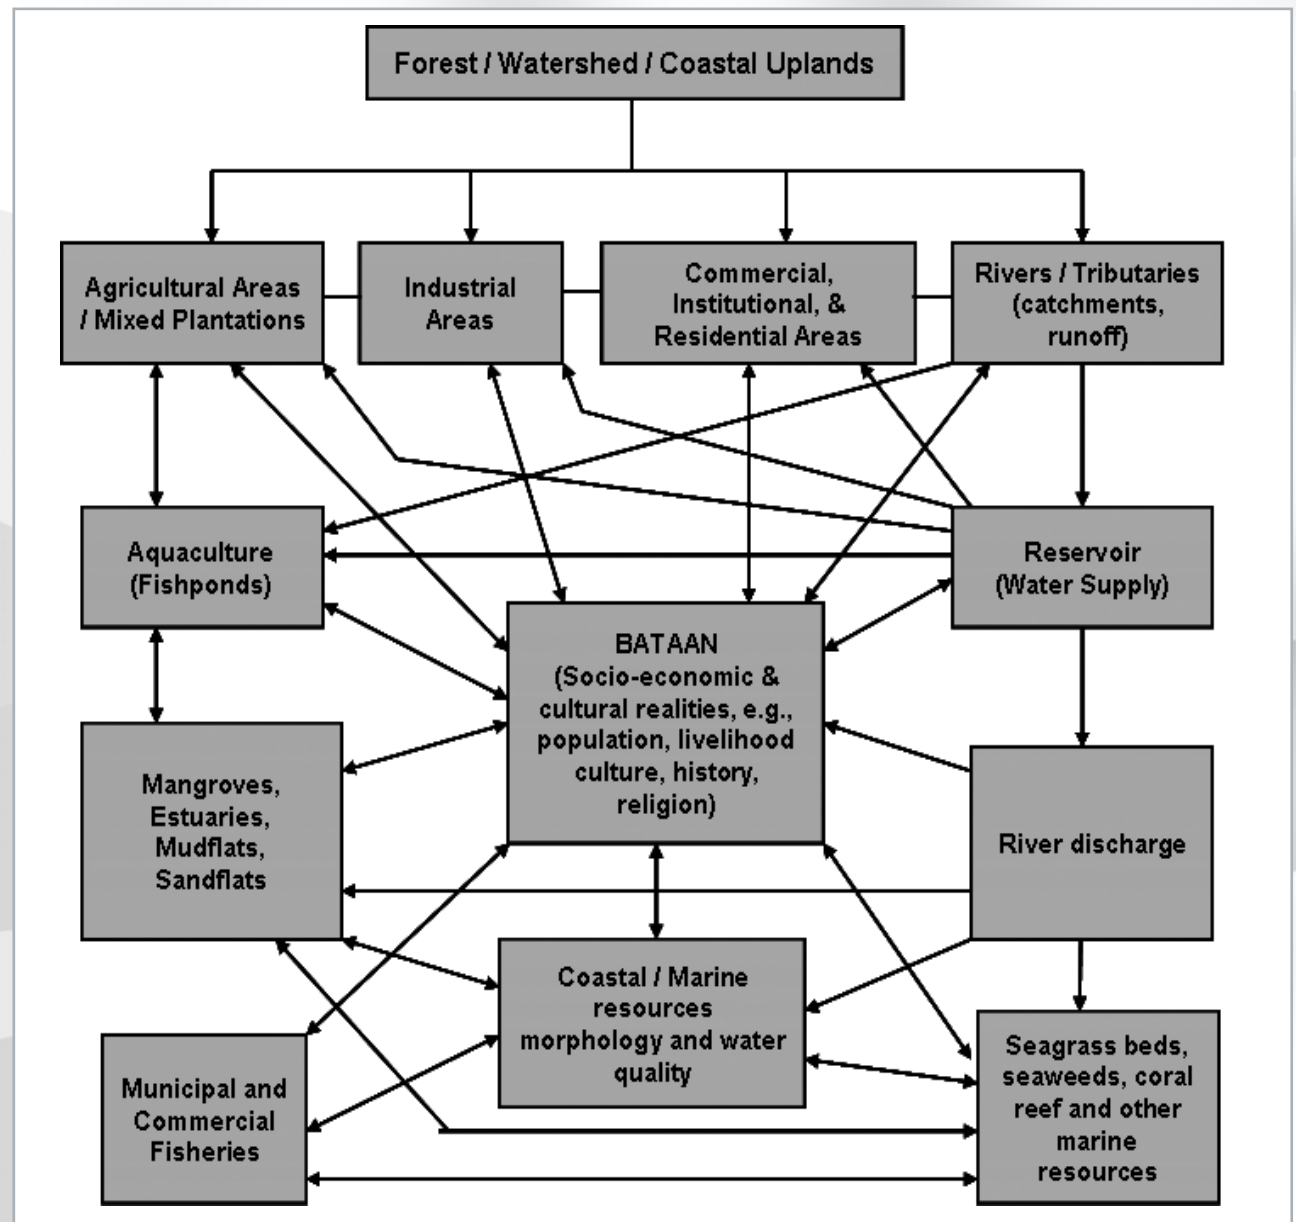 Forest / Watershed / Coastal Uplands
Agricultural Areas
/ Mixed Plantations
Industrial
Areas
Commercial,
Institutional, &
Residential Areas
Rivers / Tributaries
(catchments,
runoff)
Aquaculture
(Fishponds)
Reservoir
(Water Supply)
BATAAN
(Socio-economic &
cultural realities, e.g.,
population, livelihood
culture, history,
religion)
Mangroves,
Estuaries,
Mudflats,
Sandflats
River discharge
Coastal / Marine
resources
morphology and water
quality
Municipal and
Commercial
Fisheries
Seagrass beds,
seaweeds, coral
reef and other
marine
resources